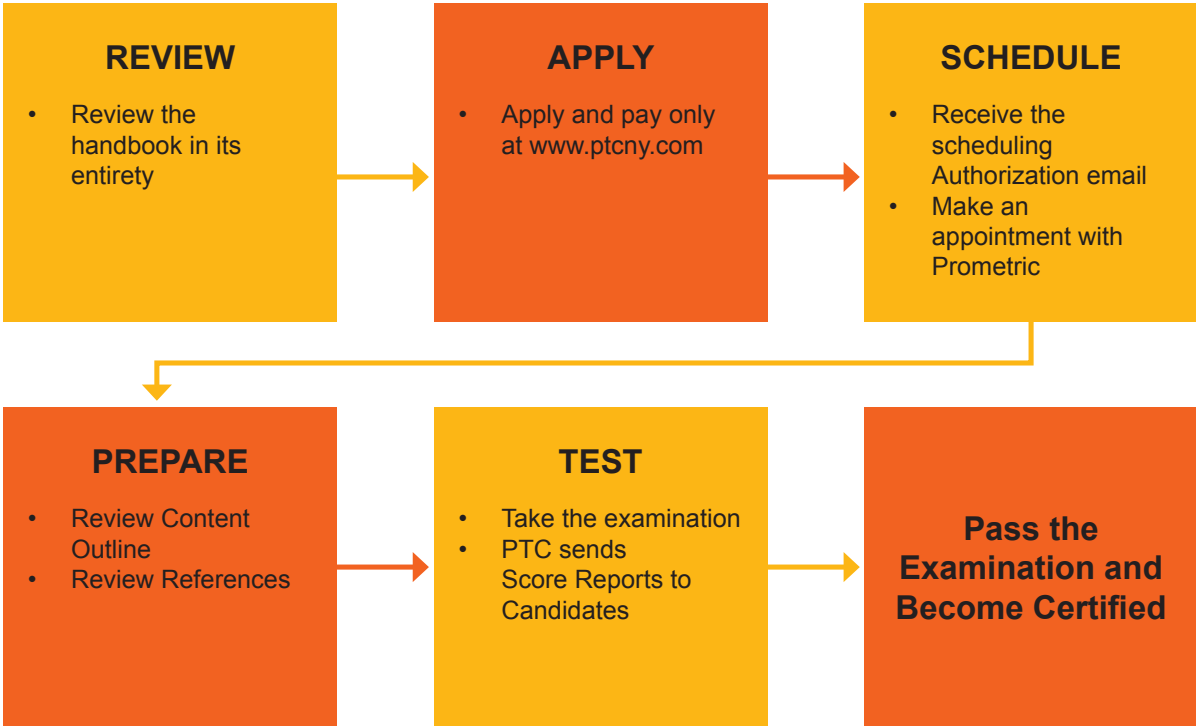 REVIEW
• Review the
handbook in its
entirety
APPLY
• Apply and pay only
at www.ptcny.com
SCHEDULE
• Receive the
scheduling
Authorization email
• Make an
appointment with
Prometric
PREPARE
• Review Content
Outline
• Review References
TEST
• Take the examination
• PTC sends
Score Reports to
Candidates
Pass the
Examination and
Become Certified